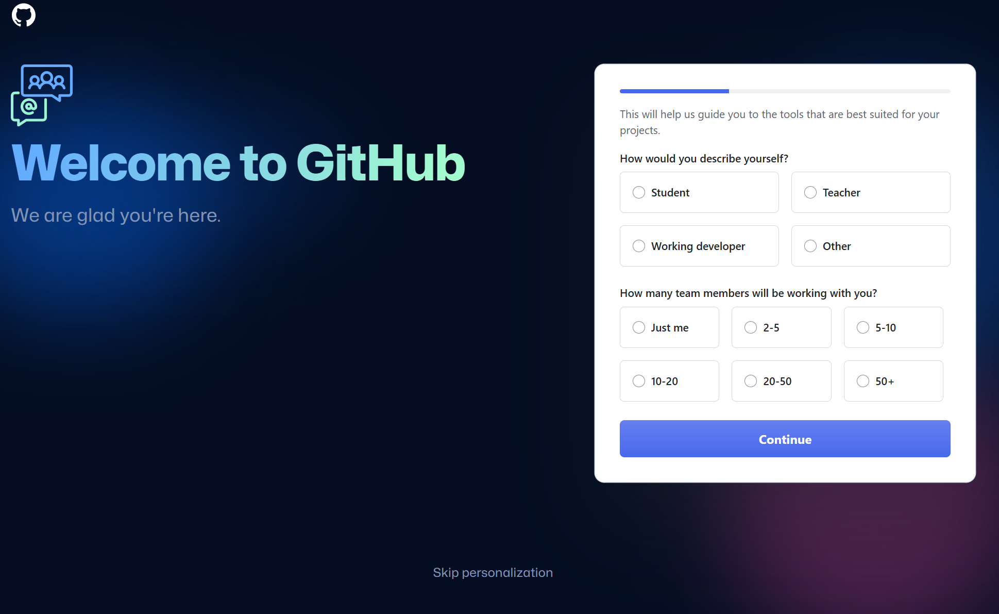 @
Welcome to GitHub
We are glad you're here.
This will help us guide you to the tools that are best suited for your
projects.
How would you describe yourself?
Student
Teacher
Working developer
Other
How many team members will be working with you?
Just me
2-5
5-10
10-20
20-50
50+
Continue
Skip personalization